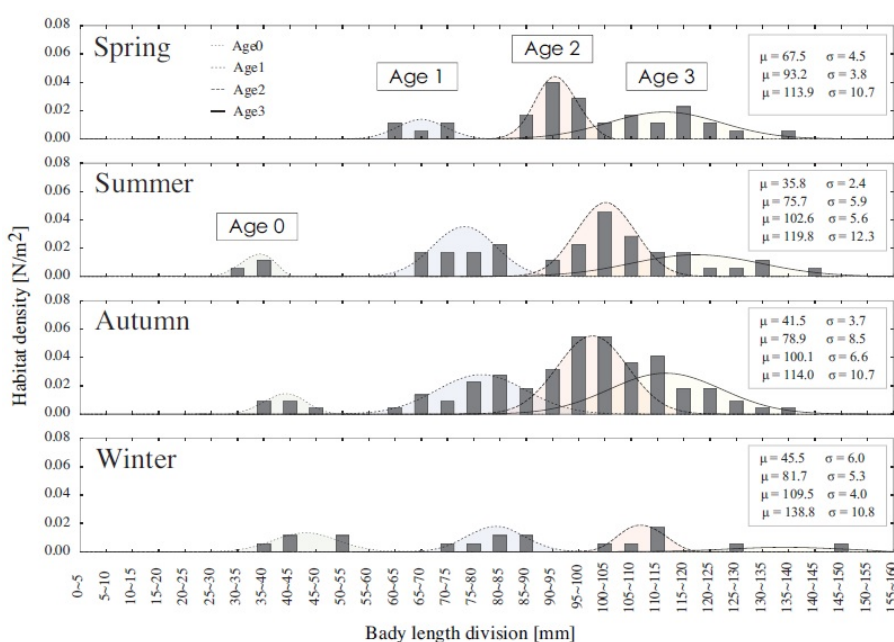 Habitat density [N/m²]
Spring
Age0
Age1
Age2
Age3
Age 1
Age 2
Age 3
μ = 67.5 σ = 4.5
μ = 93.2 σ = 3.8
μ = 113.9 σ = 10.7
0.08
0.06
0.04
0.02
0.00
Summer
Age 0
μ = 35.8 σ = 2.4
μ = 75.7 σ = 5.9
μ = 102.6 σ = 5.6
μ = 119.8 σ = 12.3
0.08
0.06
0.04
0.02
0.00
Autumn
μ = 41.5 σ = 3.7
μ = 78.9 σ = 8.5
μ = 100.1 σ = 6.6
μ = 114.0 σ = 10.7
0.08
0.06
0.04
0.02
0.00
Winter
μ = 45.5 σ = 6.0
μ = 81.7 σ = 5.3
μ = 109.5 σ = 4.0
μ = 138.8 σ = 10.8
0.08
0.06
0.04
0.02
0.00
0~5
5~10
10~15
15~20
20~25
25~30
30~35
35~40
40~45
45~50
50~55
55~60
60~65
65~70
70~75
75~80
80~85
85~90
90~95
95~100
100~105
105~110
110~115
115~120
120~125
125~130
130~135
135~140
140~145
145~150
150~155
155~160
Bady length division [mm]